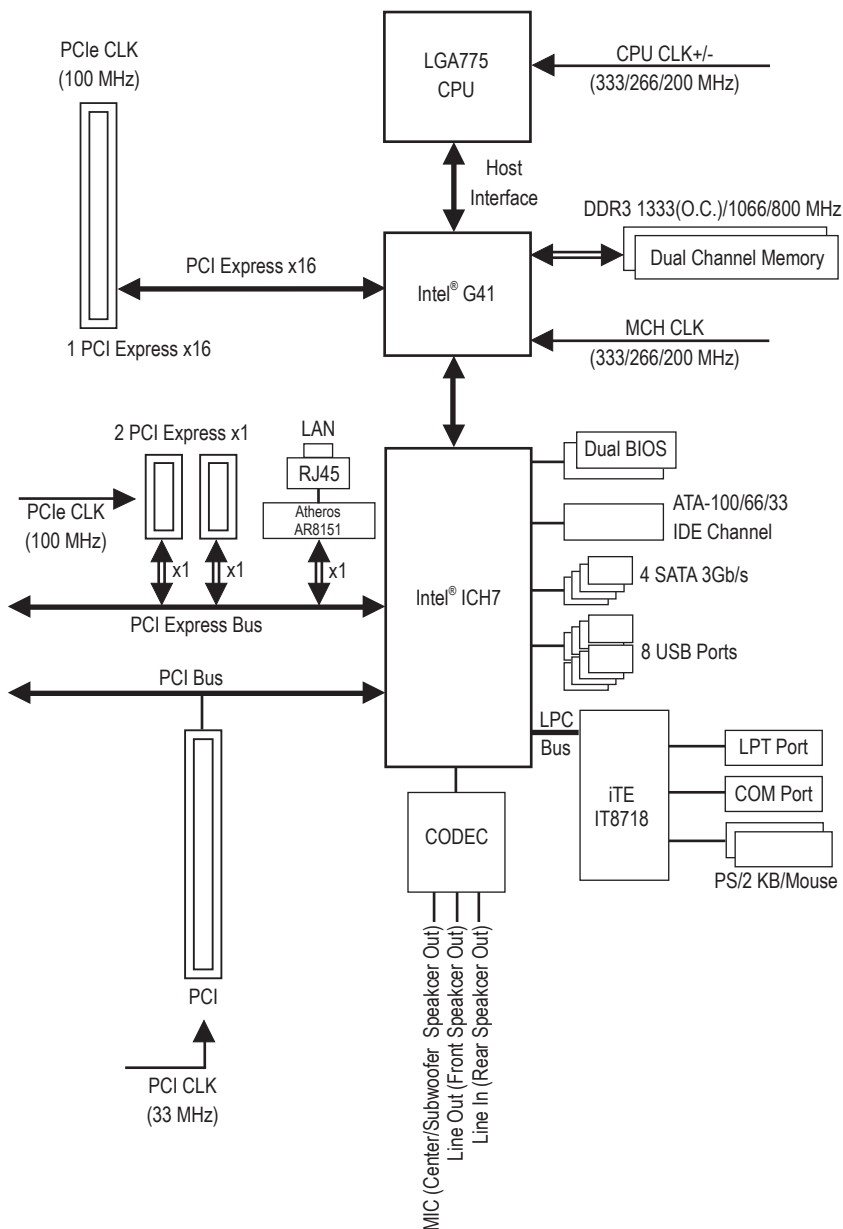 PCIe CLK
(100 MHz)
LGA775
CPU
CPU CLK+/-
(333/266/200 MHz)
Host
Interface
DDR3 1333(O.C.)/1066/800 MHz
Dual Channel Memory
PCI Express x16
Intel® G41
1 PCI Express x16
MCH CLK
(333/266/200 MHz)
2 PCI Express x1
LAN
RJ45
Atheros
AR8151
PCIe CLK
(100 MHz)
x1
x1
x1
PCI Express Bus
Intel® ICH7
Dual BIOS
ATA-100/66/33
IDE Channel
4 SATA 3Gb/s
8 USB Ports
PCI Bus
LPC
Bus
iTE
IT8718
LPT Port
COM Port
PS/2 KB/Mouse
CODEC
MIC (Center/Subwoofer Speakcer Out)
Line Out (Front Speakcer Out)
Line In (Rear Speakcer Out)
PCI
PCI CLK
(33 MHz)